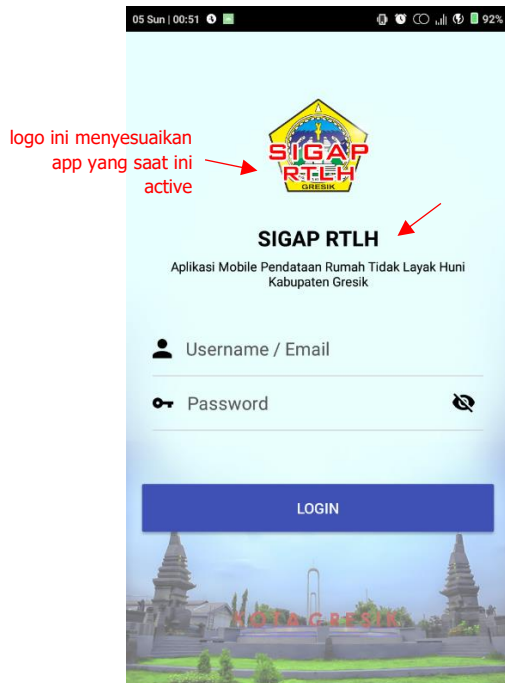 05 Sun | 00:51
92%
logo ini menyesuaikan
app yang saat ini
active
SIGAP
RTLH
GRESIK
SIGAP RTLH
Aplikasi Mobile Pendataan Rumah Tidak Layak Huni
Kabupaten Gresik
Username / Email
Password
LOGIN
KOTA GRESIK